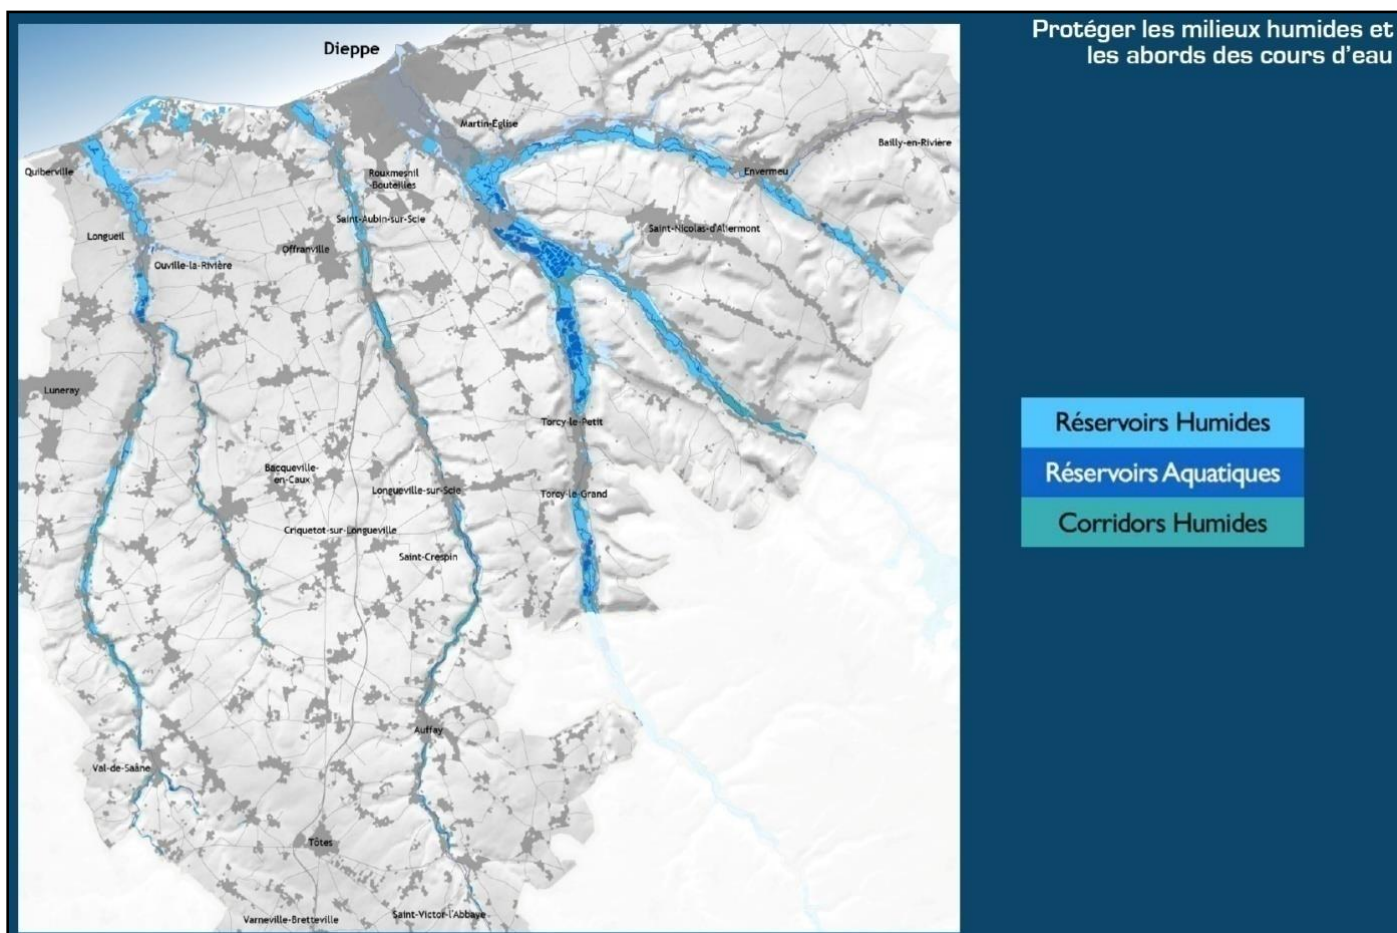 Protéger les milieux humides et
les abords des cours d'eau
Dieppe
Martin-Église
Bailly-en-Rivière
Quiberville
Rouxmesnil
-Bouteilles
Envermeu
Saint-Aubin-sur-Scie
Saint-Nicolas-d'Aliermont
Longueil
Offranville
Ouville-la-Rivière
Luneray
Torcy-le-Petit
Bacqueville-
en-Caux
Longueville-sur-Scie
Torcy-le-Grand
Criquetot-sur-Longueville
Saint-Crespin
Auffay
Val-de-Saâne
Tôtes
Varneville-Bretteville
Saint-Victor-l'Abbaye
Réservoirs Humides
Réservoirs Aquatiques
Corridors Humides